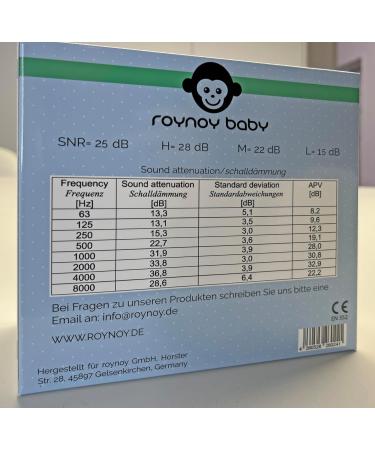 roynoy baby
SNR= 25 dB H= 28 dB M= 22 dB L= 15 dB
Sound attenuation/schalldämmung
Frequency Sound attenuation Standard deviation APV
Frequenz Schalldämmung Standardabweichungen [dB]
[Hz] [dB] [dB]
63 13,3 5,1 8,2
125 13,1 3,5 9,6
250 15,3 3,0 12,3
500 22,7 3,6 19,1
1000 31,9 3,9 28,0
2000 33,8 3,0 30,8
4000 36,8 3,9 32,9
8000 28,6 6,4 22,2
Bei Fragen zu unseren Produkten schreiben Sie uns bitte eine
Email an: info@roynoy.de
CE
EN 352
WWW.ROYNOY.DE
Hergestellt für roynoy GmbH, Horster
Str. 28, 45897 Gelsenkirchen, Germany